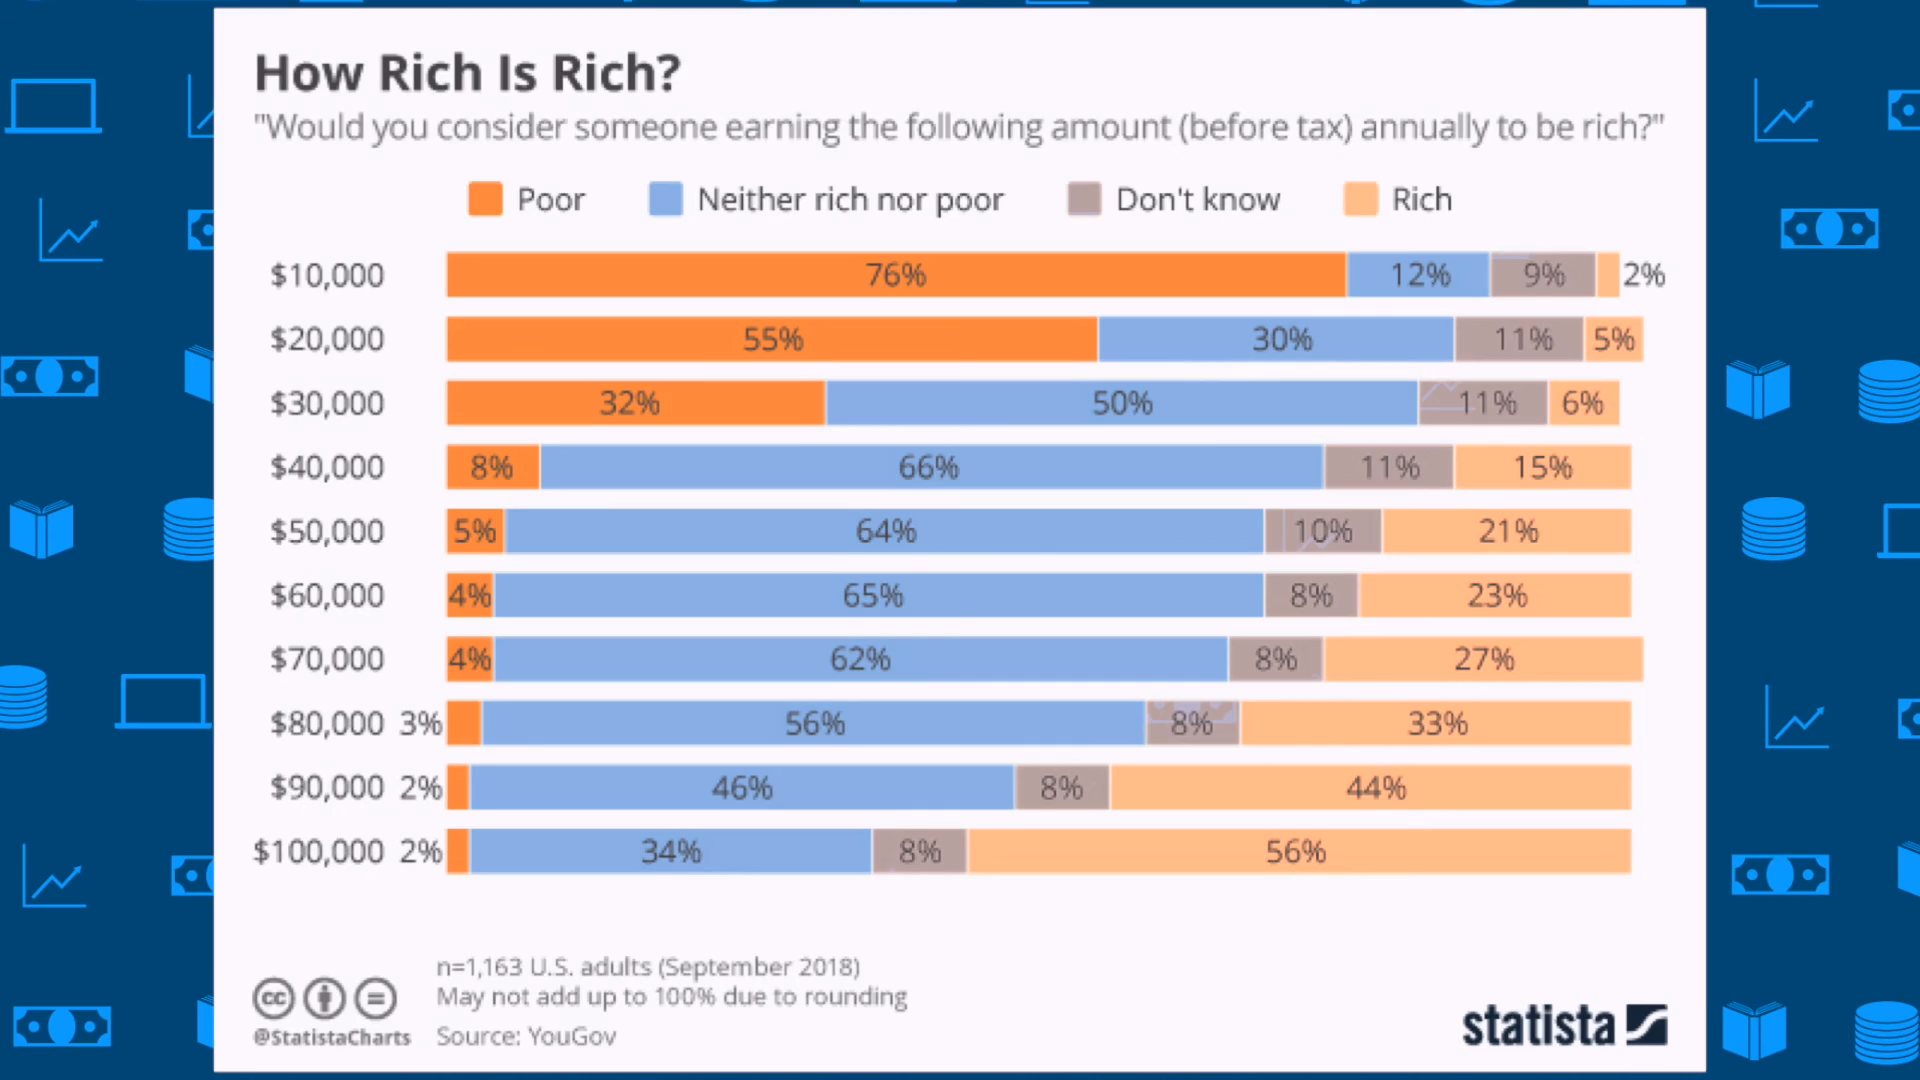 How Rich Is Rich?
"Would you consider someone earning the following amount (before tax) annually to be rich?"
Poor Neither rich nor poor Don't know Rich
$10,000 76% 12% 9% 2%
$20,000 55% 30% 11% 5%
$30,000 32% 50% 11% 6%
$40,000 8% 66% 11% 15%
$50,000 5% 64% 10% 21%
$60,000 4% 65% 8% 23%
$70,000 4% 62% 8% 27%
$80,000 3% 56% 8% 33%
$90,000 2% 46% 8% 44%
$100,000 2% 34% 8% 56%
n=1,163 U.S. adults (September 2018)
May not add up to 100% due to rounding
cc
@StatistaCharts Source: YouGov
statista